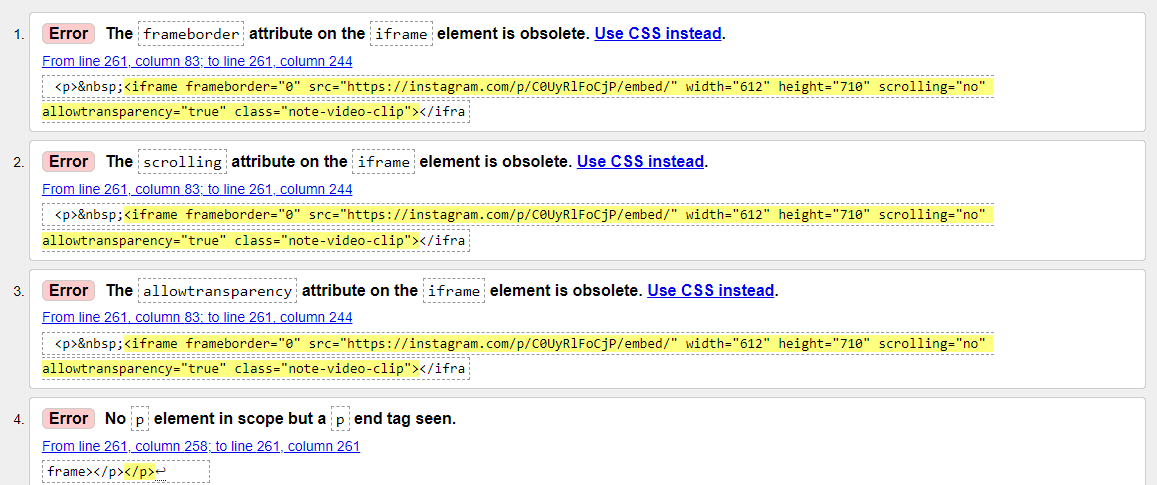 1. Error The frameborder attribute on the iframe element is obsolete. Use CSS instead.
From line 261, column 83; to line 261, column 244
<p>&nbsp;<iframe frameborder="0" src="https://instagram.com/p/C0UyRlFoCjP/embed/" width="612" height="710" scrolling="no"
allowtransparency="true" class="note-video-clip"></ifra
2. Error The scrolling attribute on the iframe element is obsolete. Use CSS instead.
From line 261, column 83; to line 261, column 244
<p>&nbsp;<iframe frameborder="0" src="https://instagram.com/p/C0UyRlFoCjP/embed/" width="612" height="710" scrolling="no"
allowtransparency="true" class="note-video-clip"></ifra
3. Error The allowtransparency attribute on the iframe element is obsolete. Use CSS instead.
From line 261, column 83; to line 261, column 244
<p>&nbsp;<iframe frameborder="0" src="https://instagram.com/p/C0UyRlFoCjP/embed/" width="612" height="710" scrolling="no"
allowtransparency="true" class="note-video-clip"></ifra
4. Error No p element in scope but a p end tag seen.
From line 261, column 258; to line 261, column 261
frame></p></p>↩